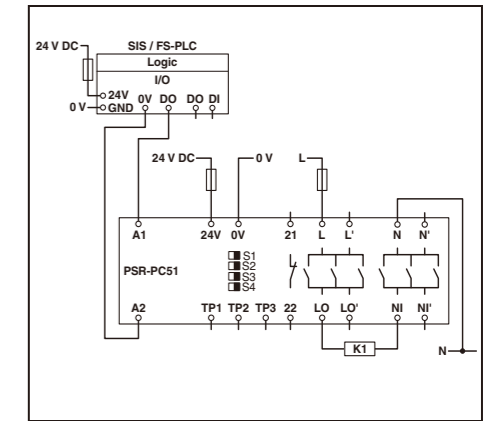 24 V DC
SIS / FS-PLC
Logic
I/O
24V
0V DO DO DI
0 V
GND
24 V DC
0 V
L
A1 24V 0V 21 L L' N N'
PSR-PC51
S1
S2
S3
S4
A2 TP1 TP2 TP3 22 LO LO' NI NI'
K1
N